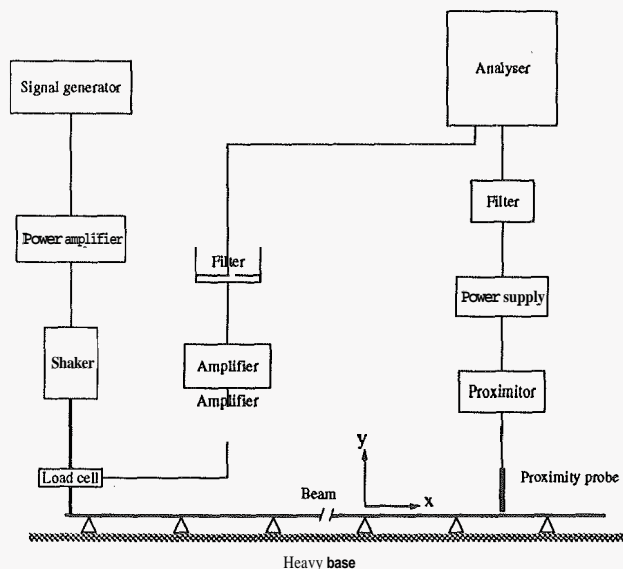 Analyser
Signal generator
Filter
Power amplifier
Filter
Power supply
Shaker
Amplifier
Proximitor
Amplifier
y
Load cell
Proximity probe
Beam
x
Heavy base